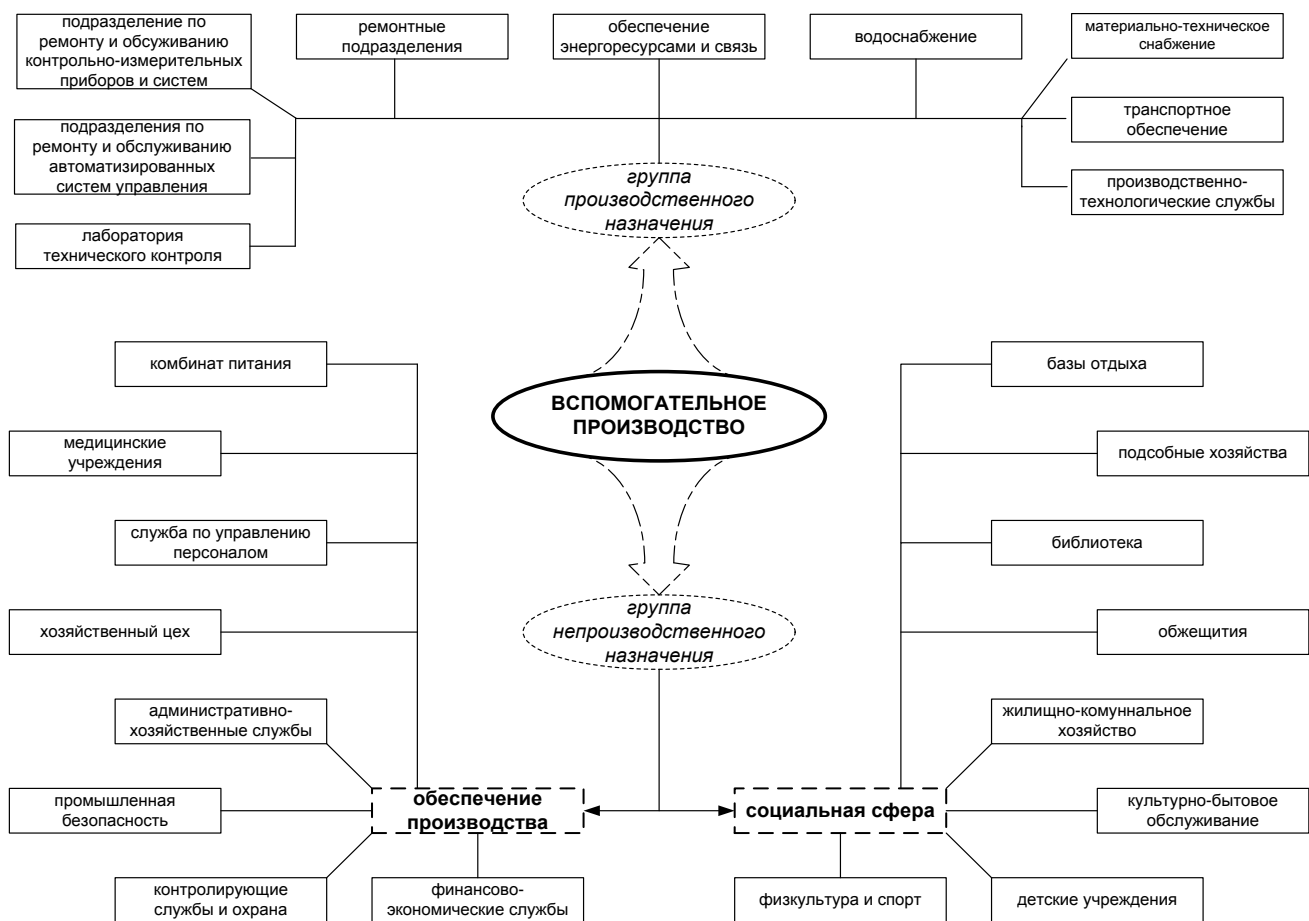 подразделение по
ремонту и обсуживанию
контрольно-измерительных
приборов и систем
ремонтные
подразделения
обеспечение
энергоресурсами и связь
водоснабжение
материально-техническое
снабжение
подразделения по
ремонту и обслуживанию
автоматизированных
систем управления
транспортное
обеспечение
лаборатория
технического контроля
производственно-
технологические службы
группа
производственного
назначения
ВСПОМОГАТЕЛЬНОЕ
ПРОИЗВОДСТВО
группа
непроизводственного
назначения
комбинат питания
медицинские
учреждения
служба по управлению
персоналом
хозяйственный цех
административно-
хозяйственные службы
промышленная
безопасность
контролирующие
службы и охрана
финансово-
экономические службы
обеспечение
производства
социальная сфера
базы отдыха
подсобные хозяйства
библиотека
обжещития
жилищно-комуннальное
хозяйство
культурно-бытовое
обслуживание
физкультура и спорт
детские учреждения